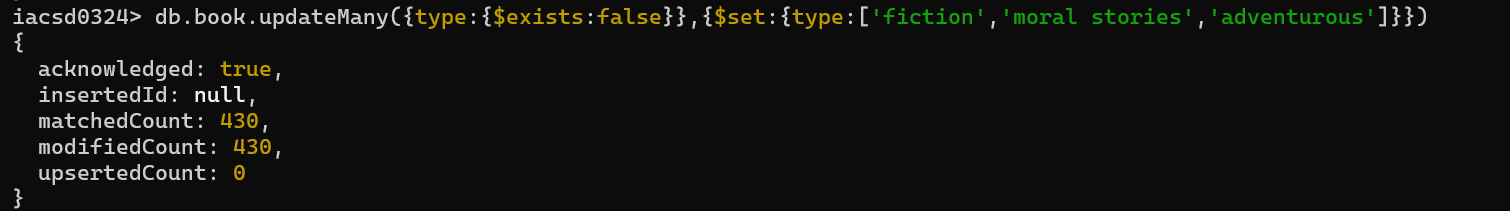 iacsd0324> db.book.updateMany({type:{$exists:false}},{$set:{type:['fiction','moral stories','adventurous']}})
{
  acknowledged: true,
  insertedId: null,
  matchedCount: 430,
  modifiedCount: 430,
  upsertedCount: 0
}